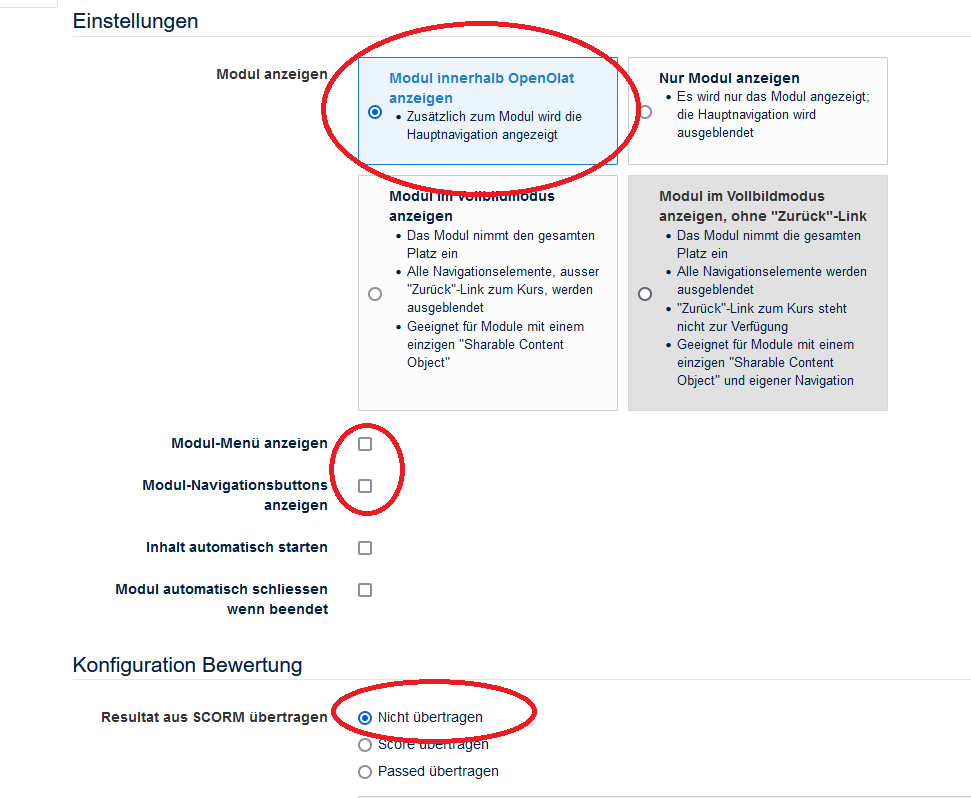 Einstellungen
Modul anzeigen
Modul innerhalb OpenOlat
anzeigen
• Zusätzlich zum Modul wird die
Hauptnavigation angezeigt
Nur Modul anzeigen
• Es wird nur das Modul angezeigt;
die Hauptnavigation wird
ausgeblendet
Modul im Vollbildmodus
anzeigen
• Das Modul nimmt den gesamten
Platz ein
• Alle Navigationselemente, ausser
"Zurück"-Link zum Kurs, werden
ausgeblendet
• Geeignet für Module mit einem
einzigen "Sharable Content
Object"
Modul im Vollbildmodus
anzeigen, ohne "Zurück"-Link
• Das Modul nimmt die gesamten
Platz ein
• Alle Navigationselemente werden
ausgeblendet
• "Zurück"-Link zum Kurs steht
nicht zur Verfügung
• Geeignet für Module mit einem
einzigen "Sharable Content
Object" und eigener Navigation
Modul-Menü anzeigen
Modul-Navigationsbuttons
anzeigen
Inhalt automatisch starten
Modul automatisch schliessen
wenn beendet
Konfiguration Bewertung
Resultat aus SCORM übertragen
Nicht übertragen
Score übertragen
Passed übertragen